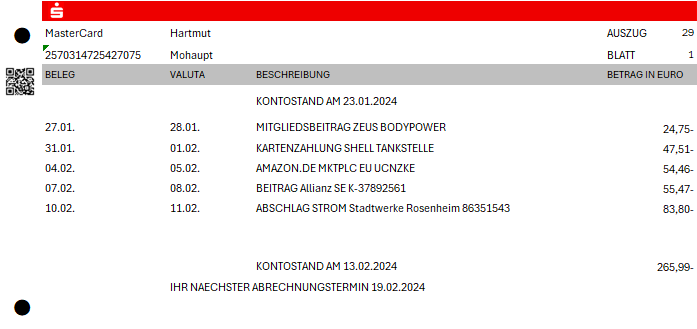 MasterCard Hartmut AUSZUG 29
2570314725427075 Mohaupt BLATT 1
BELEG VALUTA BESCHREIBUNG BETRAG IN EURO
KONTOSTAND AM 23.01.2024
27.01. 28.01. MITGLIEDSBEITRAG ZEUS BODYPOWER 24,75-
31.01. 01.02. KARTENZAHLUNG SHELL TANKSTELLE 47,51-
04.02. 05.02. AMAZON.DE MKTPLC EU UCNZKE 54,46-
07.02. 08.02. BEITRAG Allianz SE K-37892561 55,47-
10.02. 11.02. ABSCHLAG STROM Stadtwerke Rosenheim 86351543 83,80-
KONTOSTAND AM 13.02.2024 265,99-
IHR NAECHSTER ABRECHNUNGSTERMIN 19.02.2024